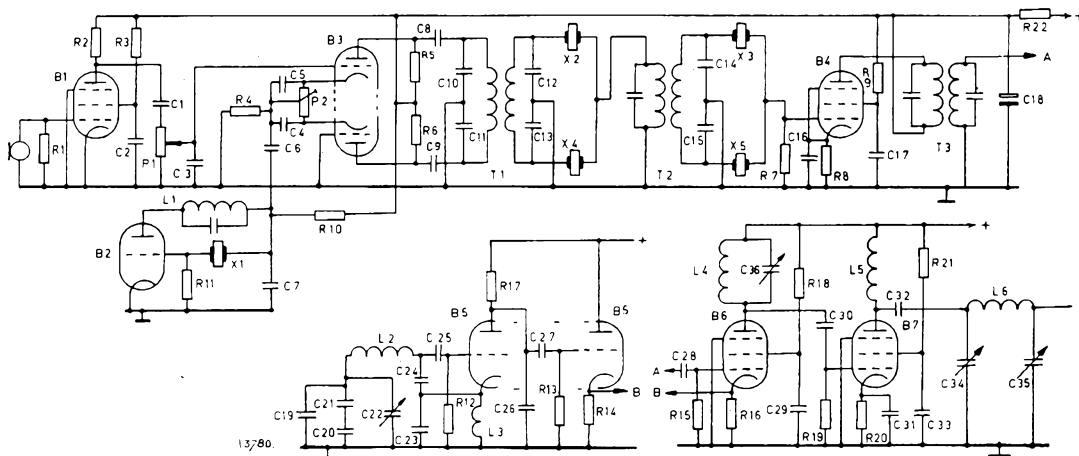 R2 R3 B3 C8 R22 +
B1 C5 R5 X2 X3 B4 A
C10 C12 C14 R9
R4 P2
C1 C4 R6 C18
R1 C2 P1 C6 C11 C13 C15 C16
C3 C9 X4 X5 R7 R8 C17 T3
T1 T2
L1
R10
B2 X1
R11 C7
+ +
R17 L4 C36 R18 L5 R21
B5 B5 C32 L6
L2 C25 B6 C30 B7
C27 C28
A
C24 C34 C35
C21 C22 R12 R13 B B
C19 C26 R14 R15 R16 C29
C20 C23 L3 R19 R20 C31 C33
13/80.